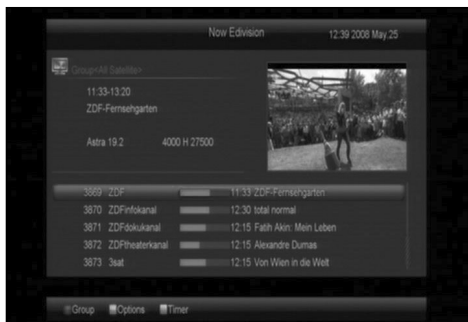 Now Edivision 12:39 2008 May.25
Group<All Satellite>
11:33-13:20
ZDF-Fernsehgarten
Astra 19.2 4000 H 27500
3869 ZDF 11:33 ZDF-Fernsehgarten
3870 ZDFinfokanal 12:30 total normal
3871 ZDFdokukanal 12:15 Fatih Akin: Mein Leben
3872 ZDFtheaterkanal 12:15 Alexandre Dumas
3873 3sat 12:15 Von Wien in die Welt
Group Options Timer